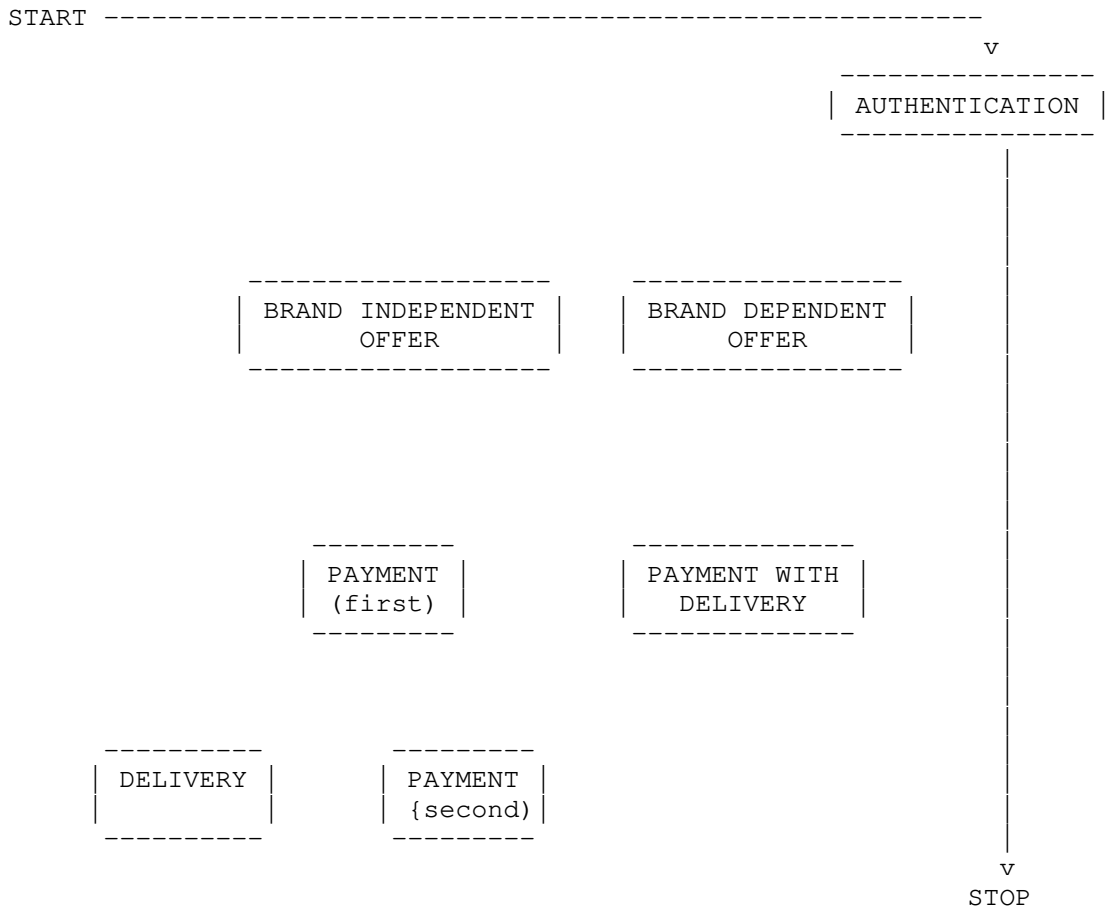 START
v
AUTHENTICATION
BRAND INDEPENDENT BRAND DEPENDENT
OFFER OFFER
PAYMENT PAYMENT WITH
(first) DELIVERY
DELIVERY PAYMENT
{second)
v
STOP